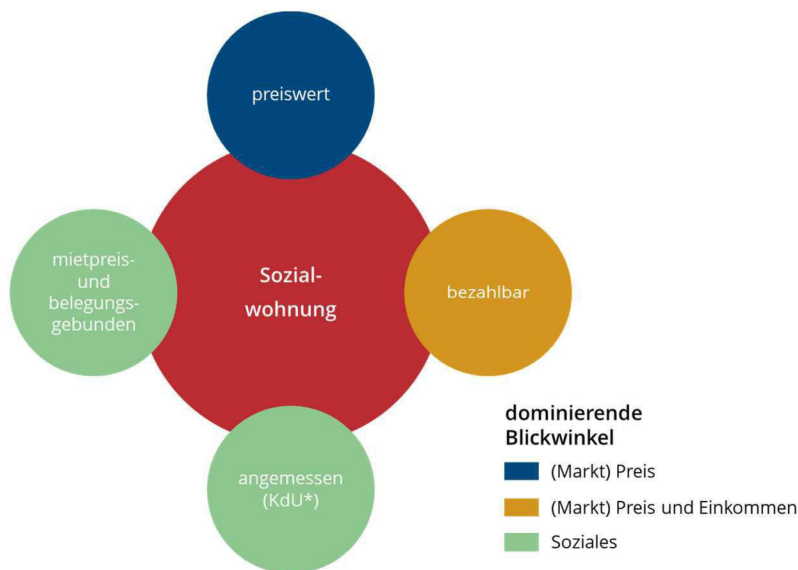 preiswert
mietpreis-
und
belegungs-
gebunden
Sozial-
wohnung
bezahlbar
angemessen
(KdU*)
dominierende
Blickwinkel
(Markt) Preis
(Markt) Preis und Einkommen
Soziales